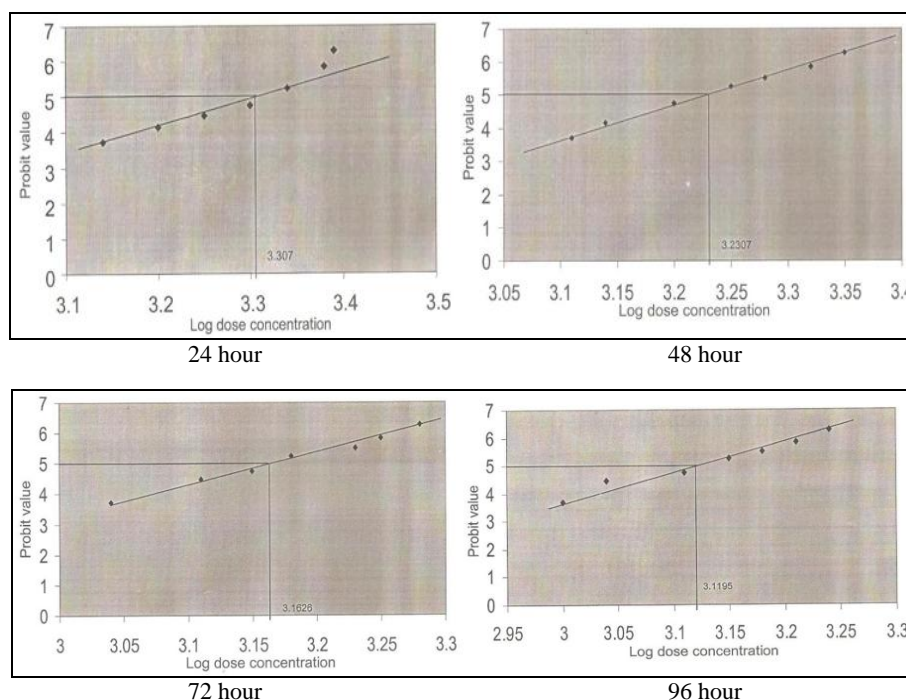 7
6
5
4
3
2
1
0
Probit value
3.307
3.1 3.2 3.3 3.4 3.5
Log dose concentration
24 hour
7
6
5
4
3
2
1
0
Probit value
3.2307
3.05 3.1 3.15 3.2 3.25 3.3 3.35 3.4
Log dose concentration
48 hour
7
6
5
4
3
2
1
0
Probit value
3.1626
3 3.05 3.1 3.15 3.2 3.25 3.3
Log dose concentration
72 hour
7
6
5
4
3
2
1
0
Probit value
3.1195
2.95 3 3.05 3.1 3.15 3.2 3.25 3.3
Log dose concentration
96 hour